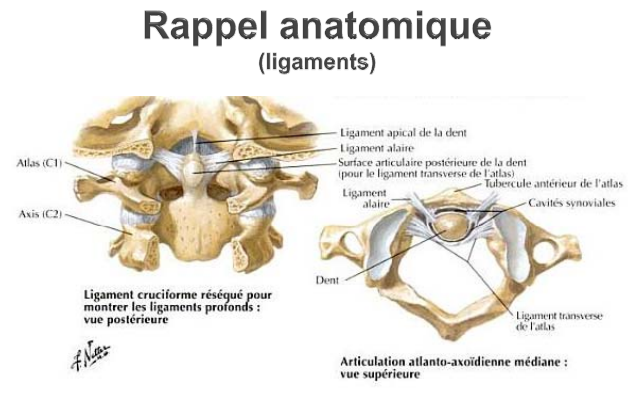 Rappel anatomique
(ligaments)
Ligament apical de la dent
Ligament alaire
Surface articulaire postérieure de la dent
(pour le ligament transverse de l'atlas)
Atlas (C1)
Axis (C2)
Ligament cruciforme réséqué pour
montrer les ligaments profonds :
vue postérieure
Tubercule antérieur de l'atlas
Ligament
alaire
Cavités synoviales
Dent
Ligament transverse
de l'atlas
Articulation atlanto-axoïdienne médiane :
vue supérieure
F. Netter